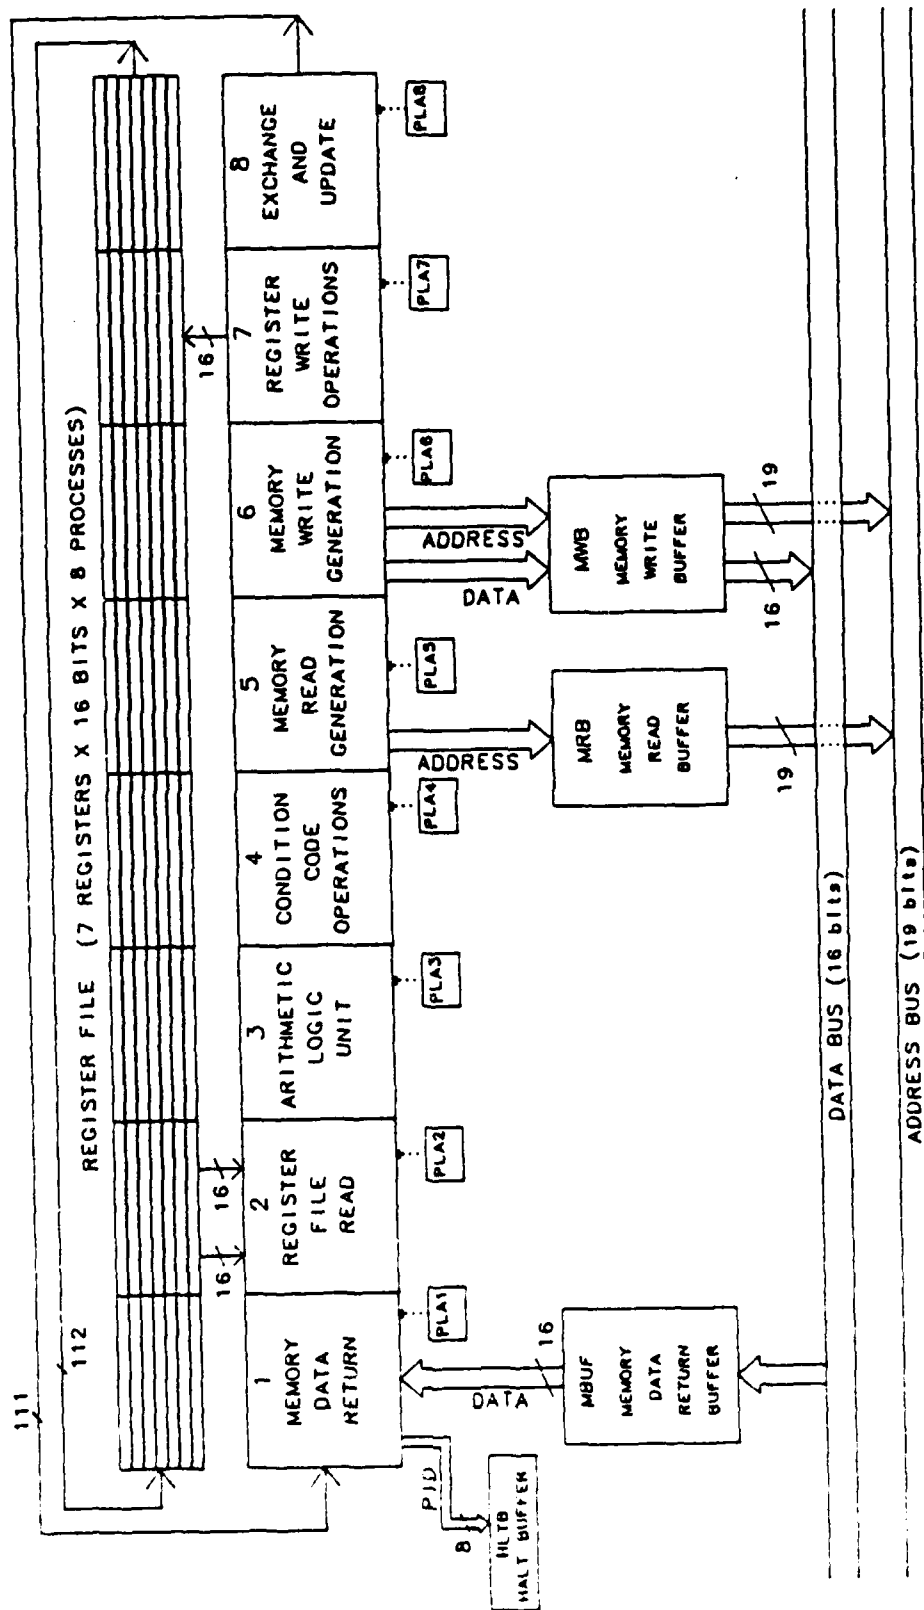 111
112
REGISTER FILE (7 REGISTERS X 16 BITS X 8 PROCESSES)
16
16
16
1
MEMORY
DATA
RETURN
2
REGISTER
FILE
READ
3
ARITHMETIC
LOGIC
UNIT
4
CONDITION
CODE
OPERATIONS
5
MEMORY
READ
GENERATION
6
MEMORY
WRITE
GENERATION
7
REGISTER
WRITE
OPERATIONS
8
EXCHANGE
AND
UPDATE
PLA1
PLA2
PLA3
PLA4
PLA5
PLA6
PLA7
PLA8
PID
8
HLTB
HALT BUFFER
DATA
16
MBUF
MEMORY
DATA
RETURN
BUFFER
ADDRESS
MRB
MEMORY
READ
BUFFER
19
DATA
ADDRESS
MWB
MEMORY
WRITE
BUFFER
16
19
DATA BUS (16 bits)
ADDRESS BUS (19 bits)